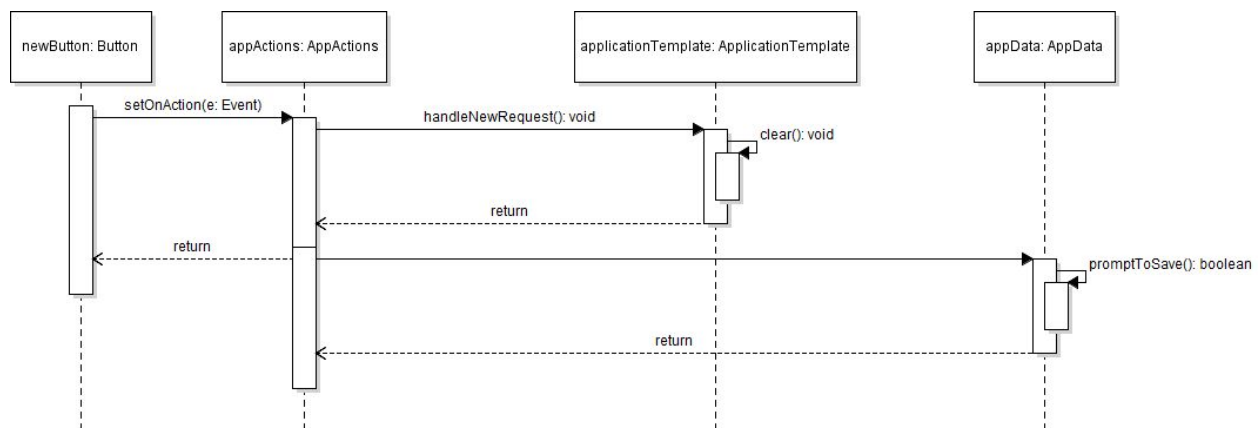 newButton: Button
appActions: AppActions
applicationTemplate: ApplicationTemplate
appData: AppData
setOnAction(e: Event)
handleNewRequest(): void
clear(): void
return
return
promptToSave(): boolean
return